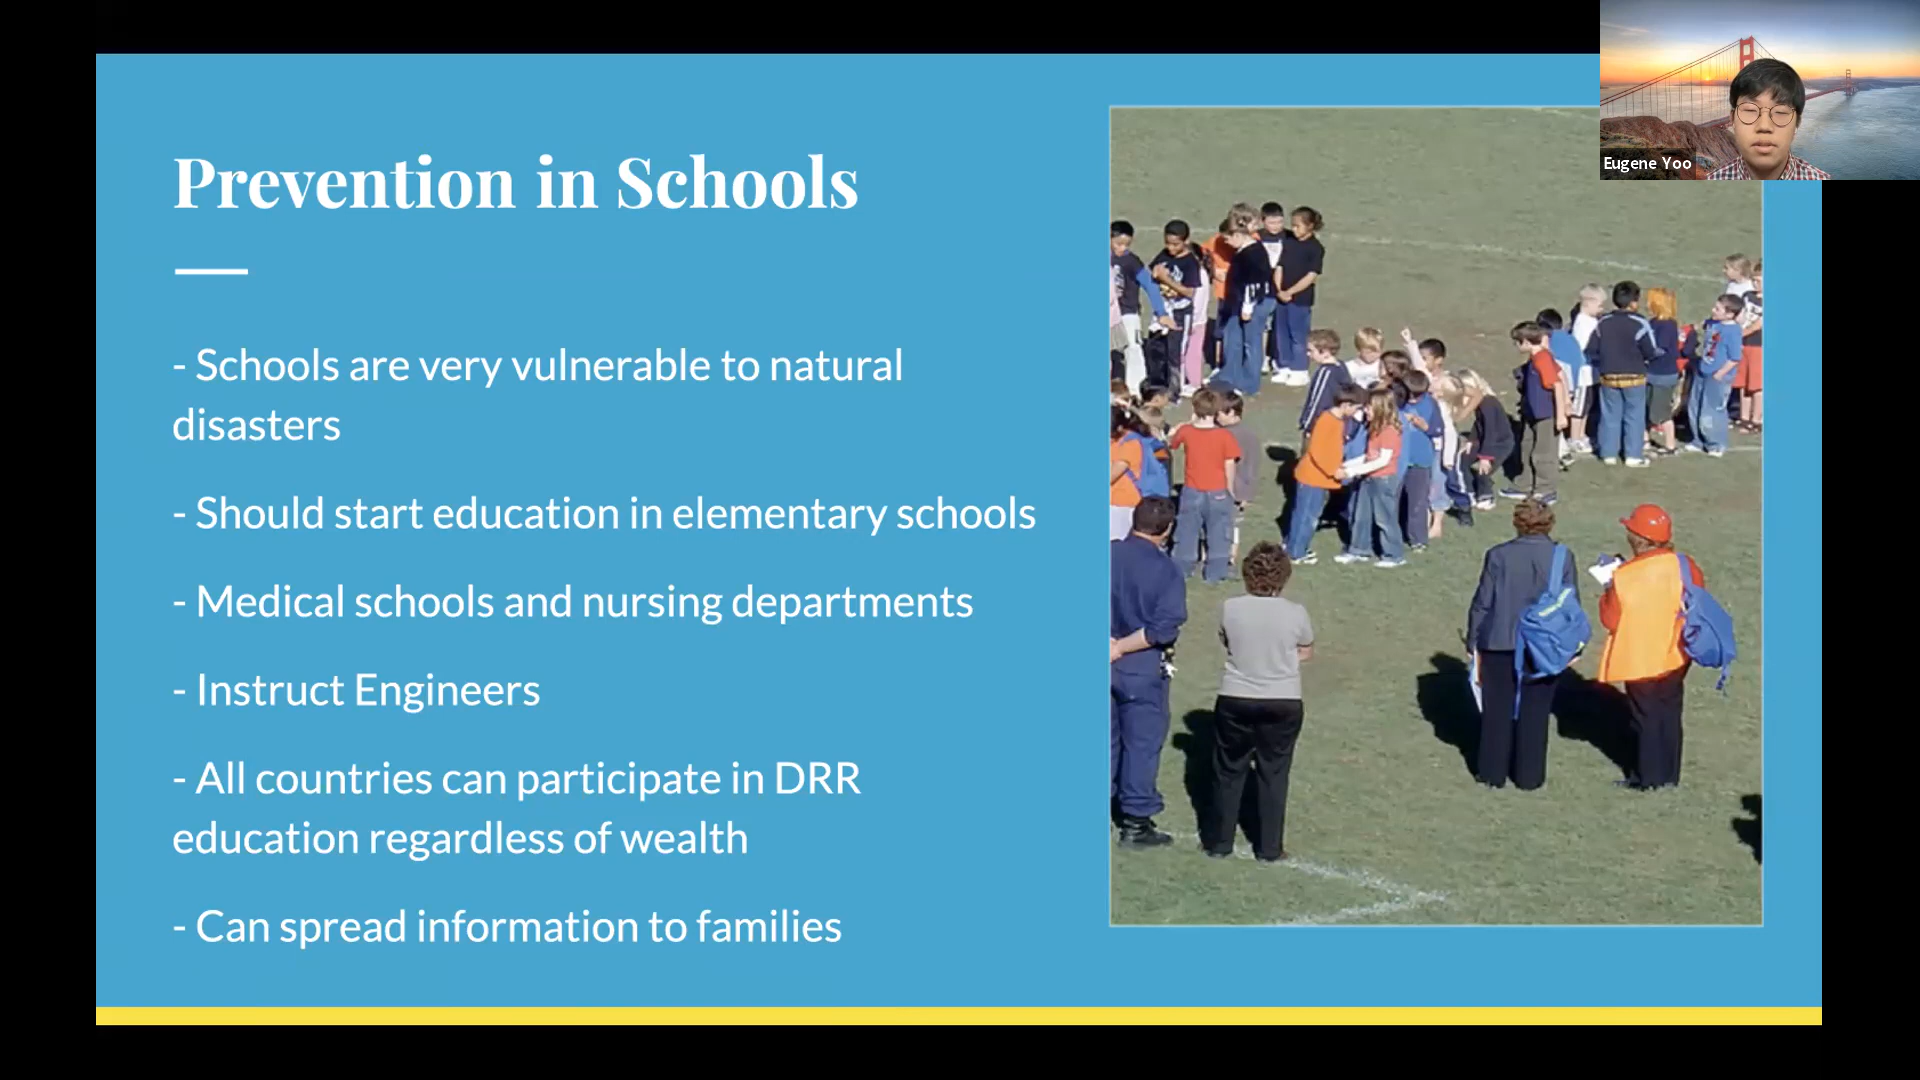 Prevention in Schools
- Schools are very vulnerable to natural
disasters
- Should start education in elementary schools
- Medical schools and nursing departments
- Instruct Engineers
- All countries can participate in DRR
education regardless of wealth
- Can spread information to families
Eugene Yoo